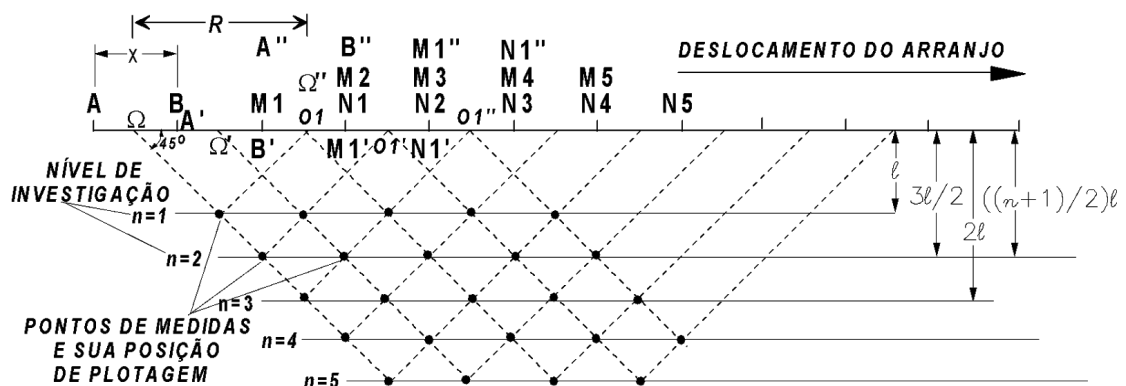 R
A'' B'' M1'' N1'' DESLOCAMENTO DO ARRANJO
X Ω'' M2 M3 M4 M5
A Ω B A' M1 O1 N1 N2 N3 N4 N5
45º Ω' B' M1' O1' N1' O1''
NÍVEL DE
INVESTIGAÇÃO
n=1
ℓ 3ℓ/2 2ℓ ((n+1)/2)ℓ
n=2
n=3
PONTOS DE MEDIDAS
E SUA POSIÇÃO
DE PLOTAGEM
n=4
n=5